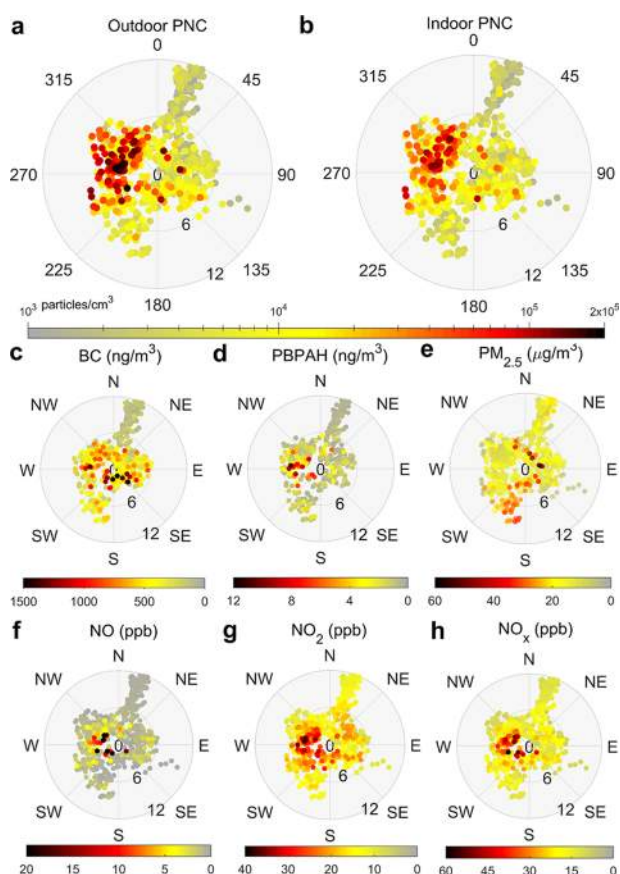 a Outdoor PNC b Indoor PNC
0 0
315 45 315 45
270 0 90 270 0 90
6 6
225 12 135 225 12 135
180 180
10³ particles/cm³ 10⁴ 10⁵ 2x10⁵
c BC (ng/m³) d PBPAH (ng/m³) e PM₂.₅ (μg/m³)
N N N
NW NE NW NE NW NE
W 0 E W 0 E W 0 E
6 6 6
SW 12 SE SW 12 SE SW 12 SE
S S S
1500 1000 500 0 12 8 4 0 60 40 20 0
f NO (ppb) g NO₂ (ppb) h NOₓ (ppb)
N N N
NW NE NW NE NW NE
W 0 E W 0 E W 0 E
6 6 6
SW 12 SE SW 12 SE SW 12 SE
S S S
20 15 10 5 0 40 30 20 10 0 60 45 30 15 0